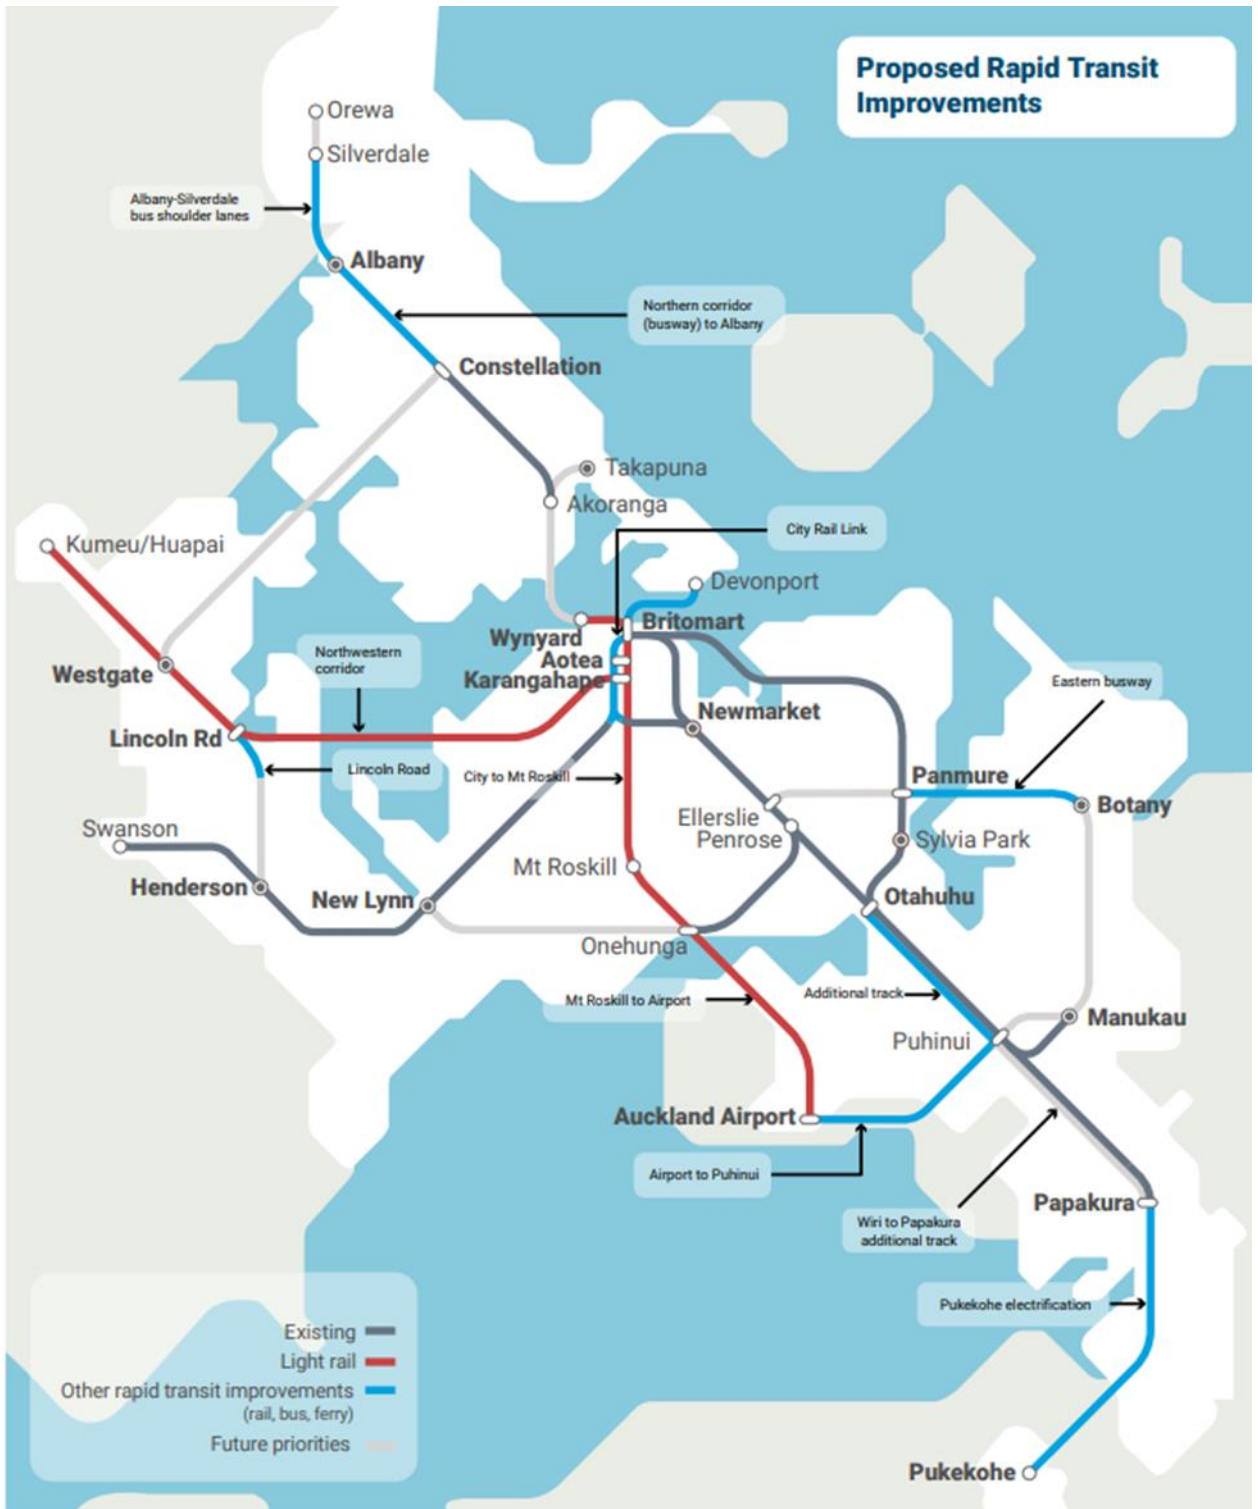 Proposed Rapid Transit
Improvements
Orewa
Silverdale
Albany-Silverdale
bus shoulder lanes
Albany
Northern corridor
(busway) to Albany
Constellation
Takapuna
Akoranga
City Rail Link
Kumeu/Huapai
Devonport
Britomart
Wynyard
Aotea
Karangahape
Northwestern
corridor
Westgate
Eastern busway
Newmarket
Lincoln Rd
Lincoln Road
City to Mt Roskill
Panmure
Botany
Ellerslie
Penrose
Sylvia Park
Swanson
Mt Roskill
Henderson
New Lynn
Otahuhu
Onehunga
Mt Roskill to Airport
Additional track
Manukau
Puhinui
Auckland Airport
Airport to Puhinui
Papakura
Wiri to Papakura
additional track
Pukekohe electrification
Existing
Light rail
Other rapid transit improvements
(rail, bus, ferry)
Future priorities
Pukekohe